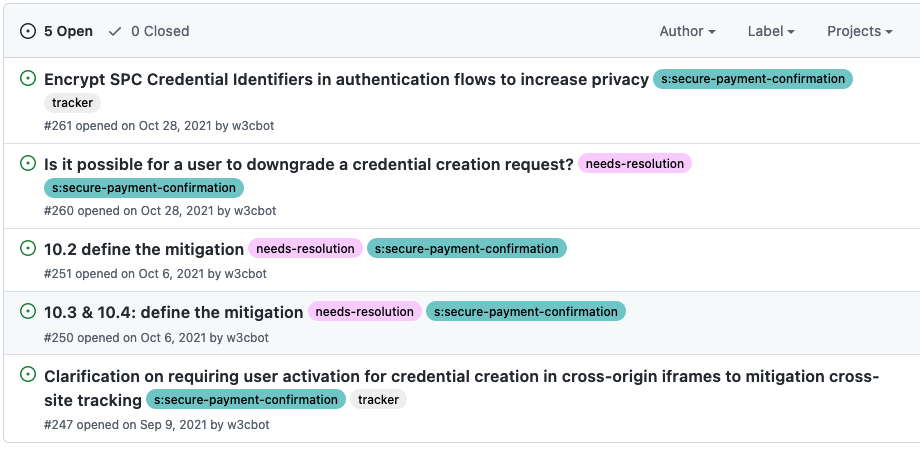 5 Open 0 Closed Author Label Projects
Encrypt SPC Credential Identifiers in authentication flows to increase privacy s:secure-payment-confirmation
tracker
#261 opened on Oct 28, 2021 by w3cbot
Is it possible for a user to downgrade a credential creation request? needs-resolution
s:secure-payment-confirmation
#260 opened on Oct 28, 2021 by w3cbot
10.2 define the mitigation needs-resolution s:secure-payment-confirmation
#251 opened on Oct 6, 2021 by w3cbot
10.3 & 10.4: define the mitigation needs-resolution s:secure-payment-confirmation
#250 opened on Oct 6, 2021 by w3cbot
Clarification on requiring user activation for credential creation in cross-origin iframes to mitigation cross-
site tracking s:secure-payment-confirmation tracker
#247 opened on Sep 9, 2021 by w3cbot